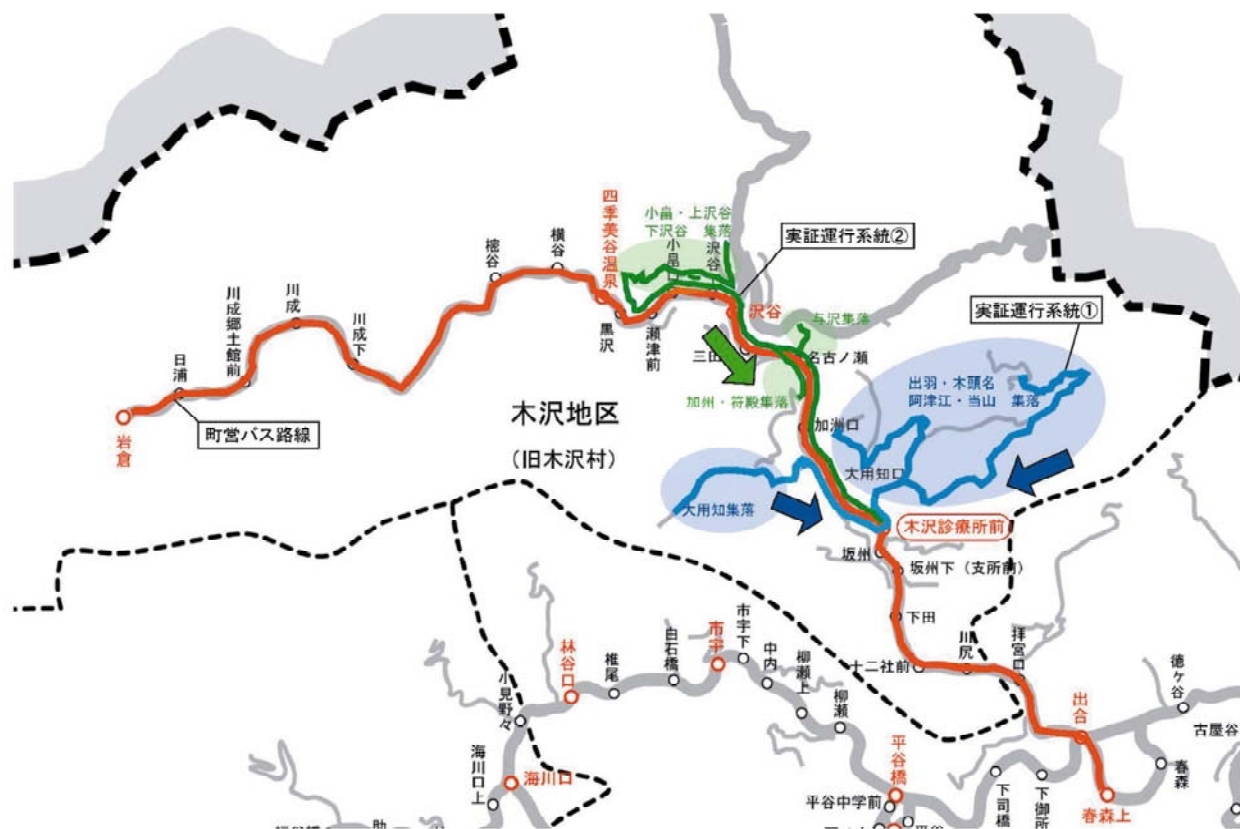 四季美谷温泉
小畠・上沢谷
下沢谷 集落
実証運行系統②
横谷
樬谷
小畠
沢谷口
川成
川成郷土館前
川成下
日浦
岩倉
町営バス路線
黒沢
瀬津前
沢谷
三田
与沢集落
名古ノ瀬
実証運行系統①
出羽・木頭名
阿津江・当山 集落
加州・符殿集落
加洲口
木沢地区
(旧木沢村)
大用知口
大用知集落
木沢診療所前
坂州
坂州下(支所前)
下田
十二社前
川尻
拝宮口
出合
徳ヶ谷
古屋谷
春森
春森上
林谷口
椎尾
白石橋
市宇
市宇下
中内
柳瀬上
柳瀬
小見野々
海川口上
海川口
平谷橋
平谷中学前
下司橋
下御所
助